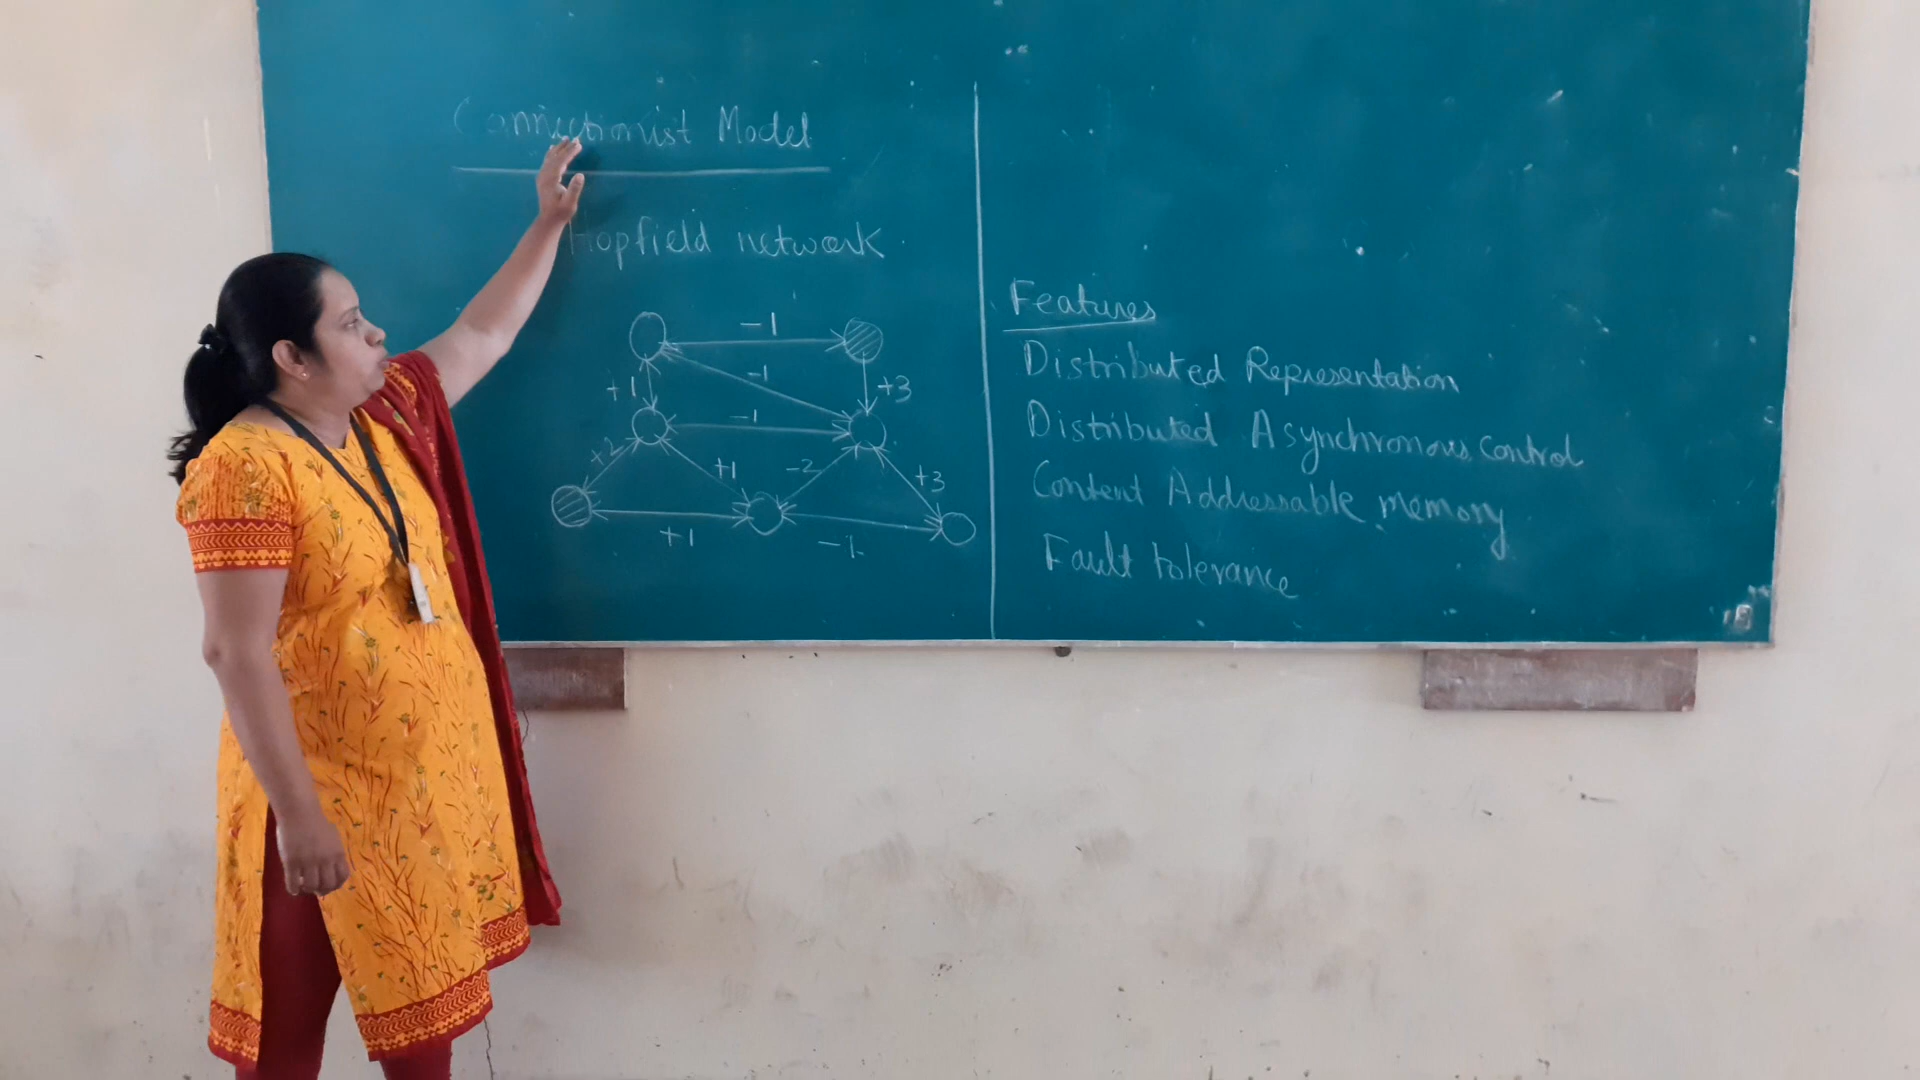 Connectionist Model
Hopfield network
-1
+1
-1
+3
-1
+2
+1
-2
+3
+1
-1
Features
Distributed Representation
Distributed Asynchronous Control
Content Addressable memory
Fault tolerance